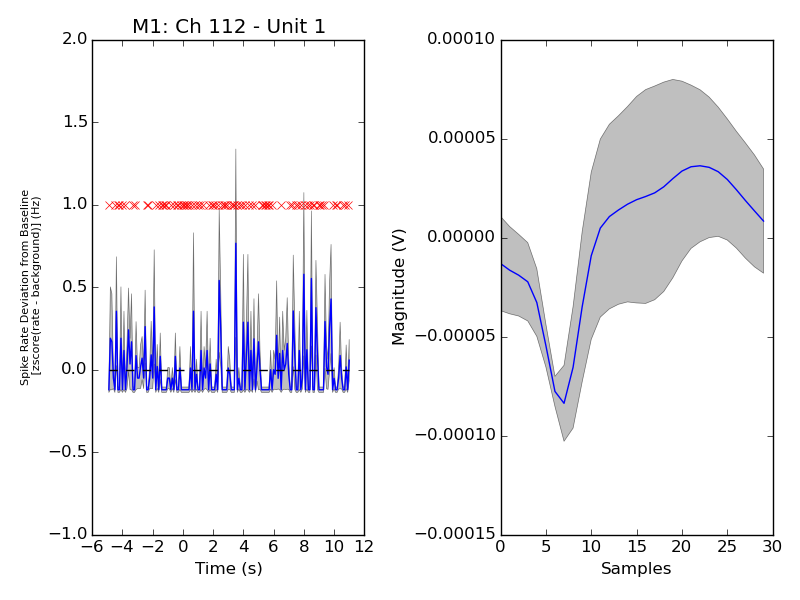 M1: Ch 112 - Unit 1
Spike Rate Deviation from Baseline
[zscore(rate - background)] (Hz)
2.0
1.5
1.0
0.5
0.0
−0.5
−1.0
−6 −4 −2 0 2 4 6 8 10 12
Time (s)
Magnitude (V)
0.00010
0.00005
0.00000
−0.00005
−0.00010
−0.00015
0 5 10 15 20 25 30
Samples